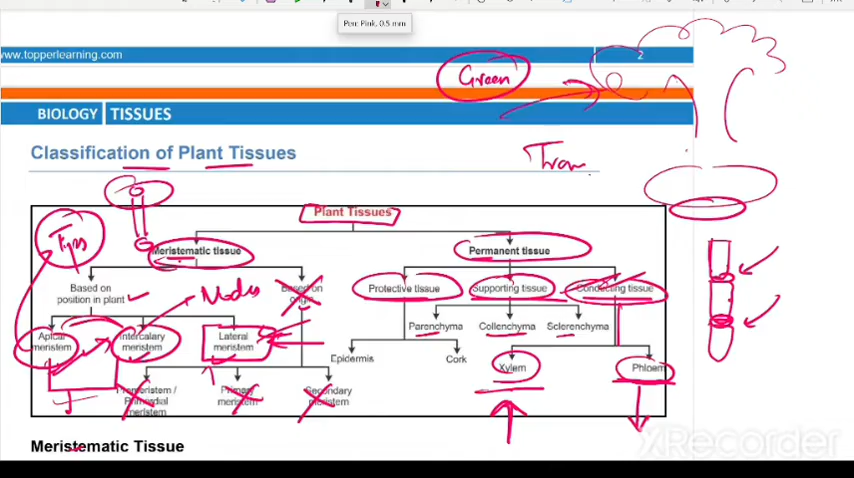 Pen: Pink, 0.5 mm
www.topperlearning.com 2
Green
BIOLOGY TISSUES
Classification of Plant Tissues
Tran
Plant Tissues
Tips
Meristematic tissue Permanent tissue
Based on position in plant
Nodes
Based on origin
Protective tissue Supporting tissue Conducting tissue
Apical meristem Intercalary meristem Lateral meristem
Parenchyma Collenchyma Sclerenchyma
Epidermis Cork Xylem Phloem
Promeristem / Primordial meristem Primary meristem Secondary meristem
Meristematic Tissue
XRecorder